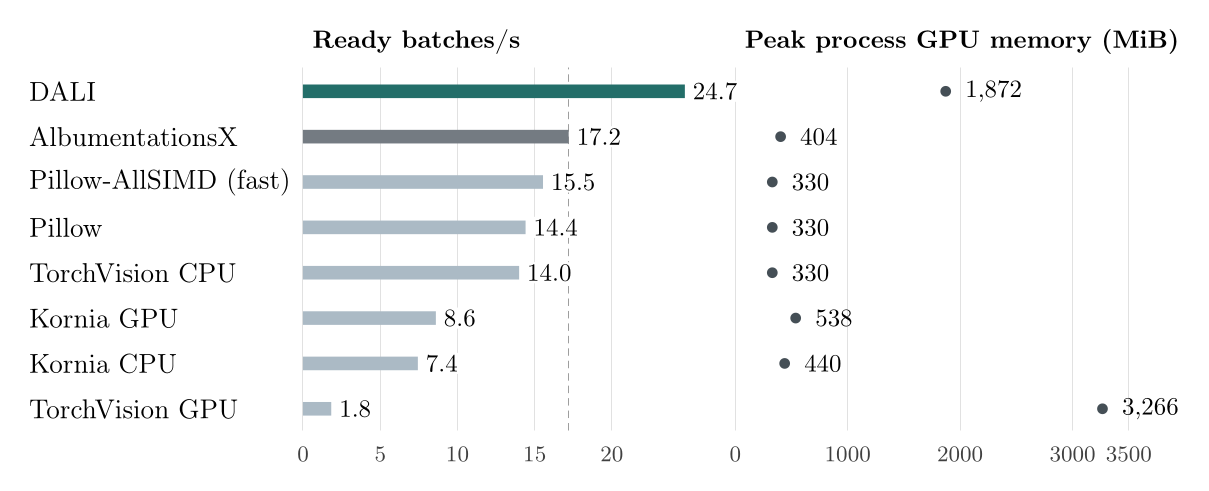 Ready batches/s Peak process GPU memory (MiB)
DALI 24.7 1,872
AlbumentationsX 17.2 404
Pillow-AllSIMD (fast) 15.5 330
Pillow 14.4 330
TorchVision CPU 14.0 330
Kornia GPU 8.6 538
Kornia CPU 7.4 440
TorchVision GPU 1.8 3,266
0 5 10 15 20 0 1000 2000 3000 3500